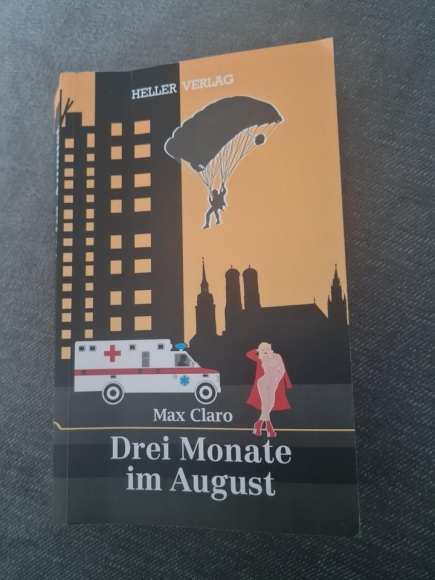 HELLER VERLAG
Max Claro
Drei Monate
im August